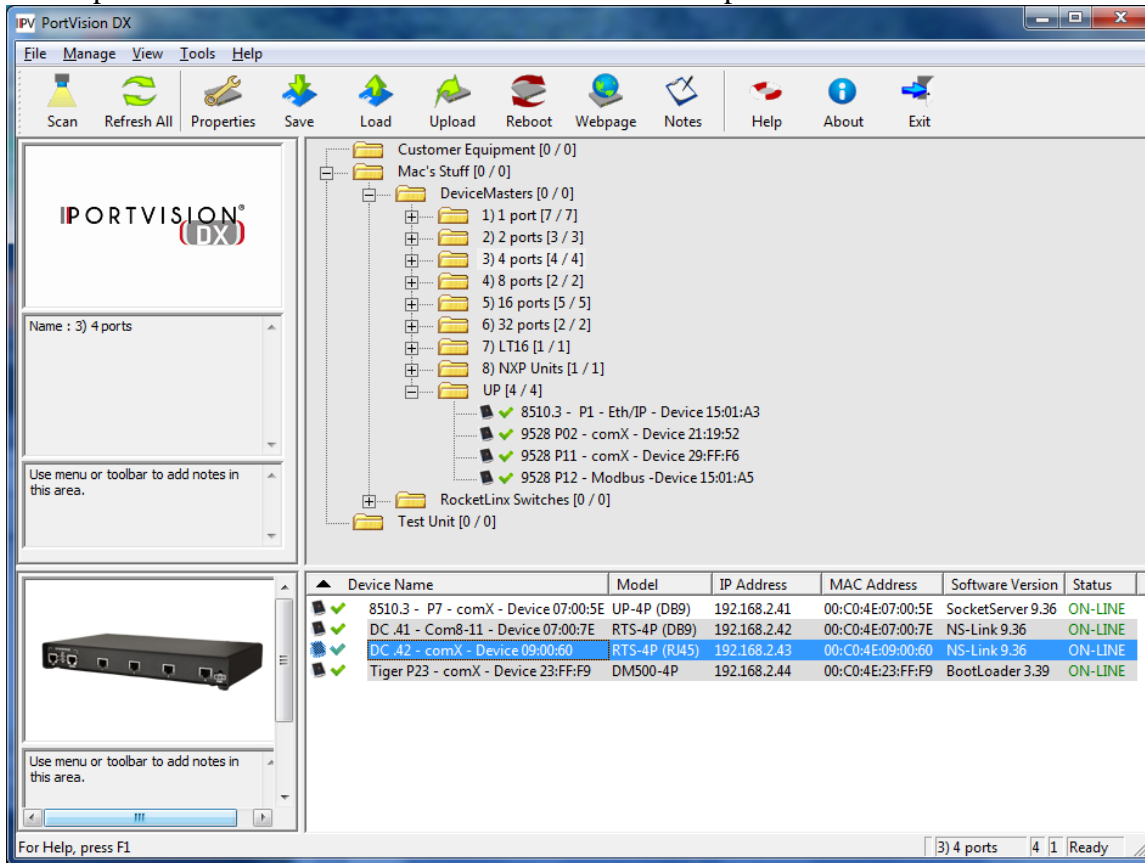 IPV PortVision DX
File Manage View Tools Help
Scan Refresh All Properties Save Load Upload Reboot Webpage Notes Help About Exit
PORTVISION®
(DX)
Name : 3) 4 ports
Use menu or toolbar to add notes in
this area.
Customer Equipment [0 / 0]
Mac's Stuff [0 / 0]
DeviceMasters [0 / 0]
1) 1 port [7 / 7]
2) 2 ports [3 / 3]
3) 4 ports [4 / 4]
4) 8 ports [2 / 2]
5) 16 ports [5 / 5]
6) 32 ports [2 / 2]
7) LT16 [1 / 1]
8) NXP Units [1 / 1]
UP [4 / 4]
8510.3 - P1 - Eth/IP - Device 15:01:A3
9528 P02 - comX - Device 21:19:52
9528 P11 - comX - Device 29:FF:F6
9528 P12 - Modbus -Device 15:01:A5
RocketLinx Switches [0 / 0]
Test Unit [0 / 0]
Device Name Model IP Address MAC Address Software Version Status
8510.3 - P7 - comX - Device 07:00:5E UP-4P (DB9) 192.168.2.41 00:C0:4E:07:00:5E SocketServer 9.36 ON-LINE
DC .41 - Com8-11 - Device 07:00:7E RTS-4P (DB9) 192.168.2.42 00:C0:4E:07:00:7E NS-Link 9.36 ON-LINE
DC .42 - comX - Device 09:00:60 RTS-4P (RJ45) 192.168.2.43 00:C0:4E:09:00:60 NS-Link 9.36 ON-LINE
Tiger P23 - comX - Device 23:FF:F9 DM500-4P 192.168.2.44 00:C0:4E:23:FF:F9 BootLoader 3.39 ON-LINE
Use menu or toolbar to add notes in
this area.
For Help, press F1
3) 4 ports 4 1 Ready